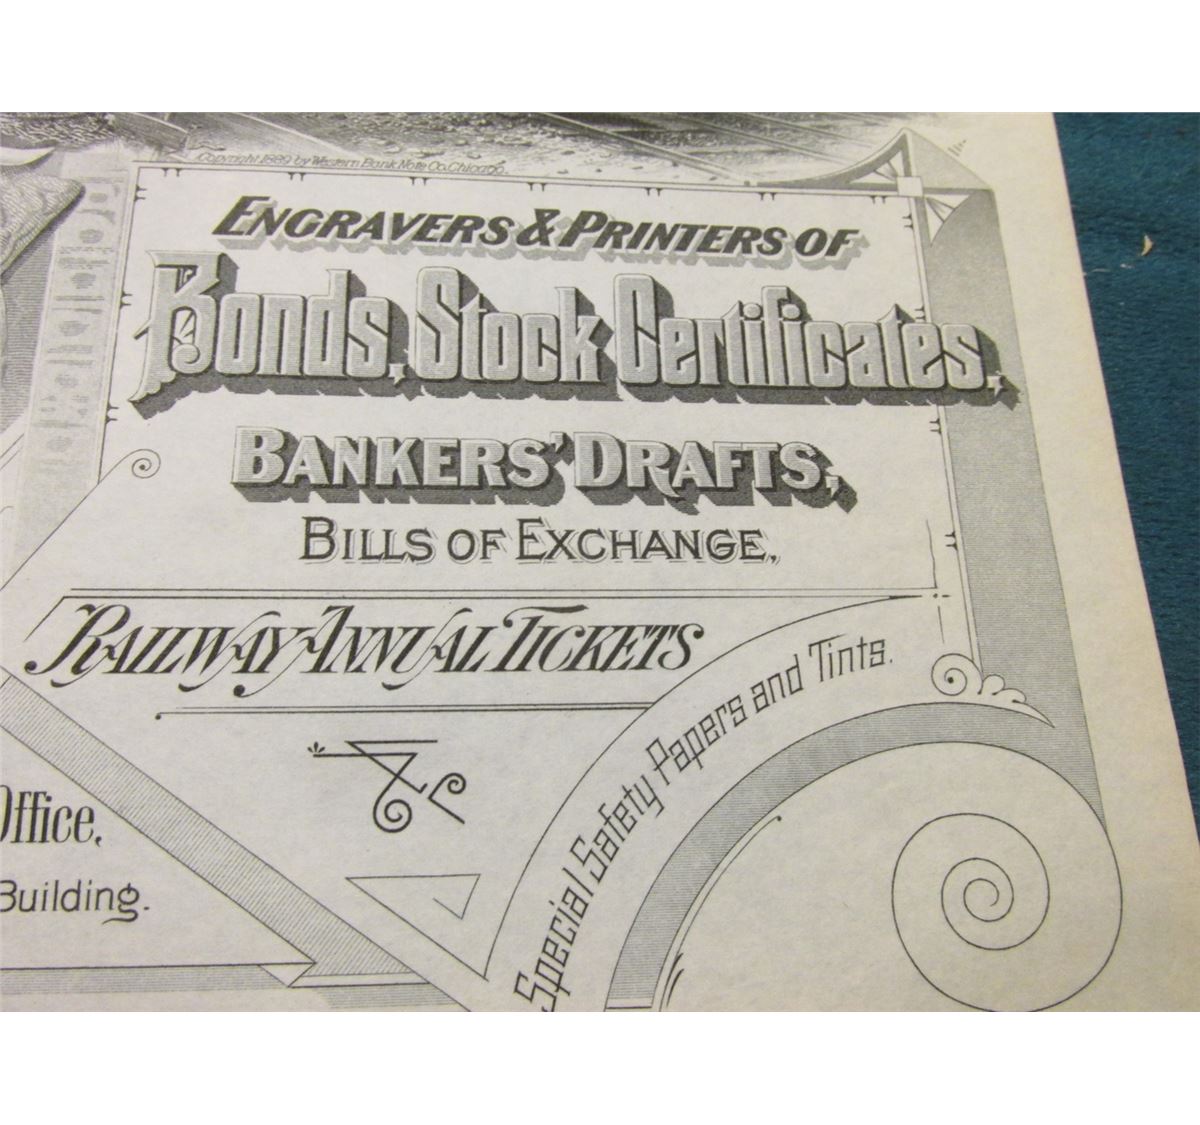 Copyright 1889 by Western Bank Note Co. Chicago.
ENGRAVERS & PRINTERS OF
Bonds, Stock Certificates,
BANKERS' DRAFTS,
BILLS OF EXCHANGE,
RAILWAY ANNUAL TICKETS
Special Safety Papers and Tints.
Office,
Building.